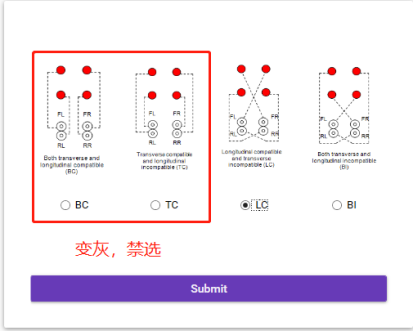 FL FR
RL RR
Both transverse and
longitudinal compatible
(BC)
FL FR
RL RR
Transverse compatible
and longitudinal
incompatible (TC)
FL FR
RL RR
Longitudinal compatible
and transverse
incompatible (LC)
FL FR
RL RR
Both transverse and
longitudinal incompatible
(BI)
BC TC LC BI
变灰，禁选
Submit